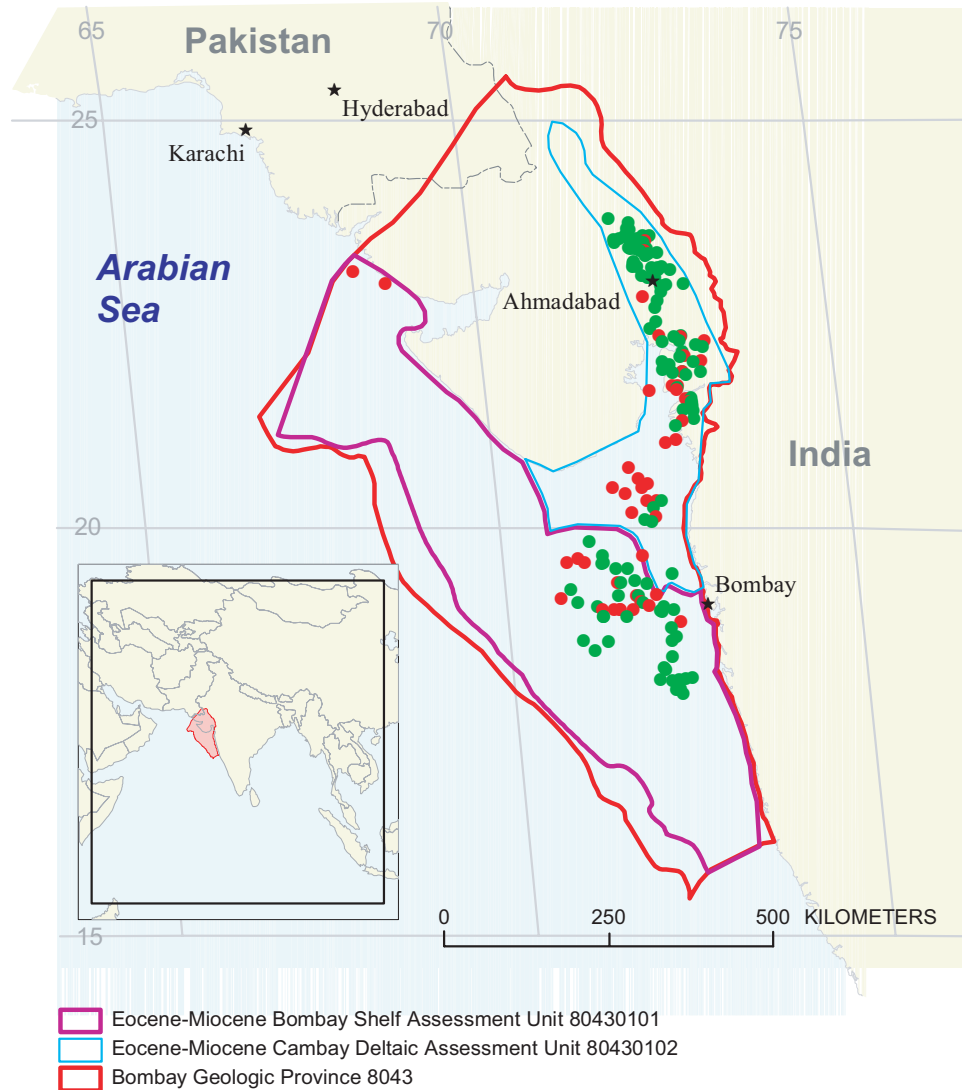 65
70
75
Pakistan
Hyderabad
25
Karachi
Arabian
Sea
Ahmadabad
India
20
Bombay
0
250
500 KILOMETERS
15
Eocene-Miocene Bombay Shelf Assessment Unit 80430101
Eocene-Miocene Cambay Deltaic Assessment Unit 80430102
Bombay Geologic Province 8043